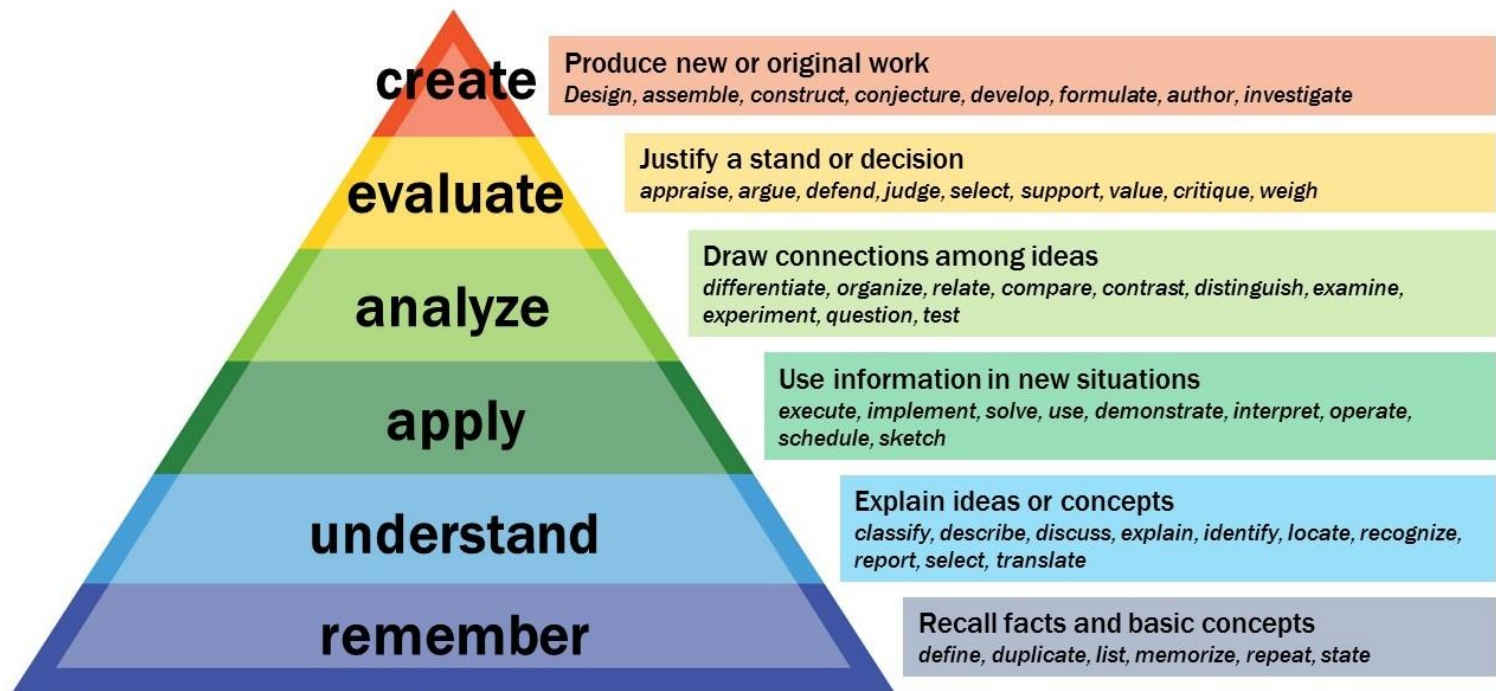 create
Produce new or original work
Design, assemble, construct, conjecture, develop, formulate, author, investigate
evaluate
Justify a stand or decision
appraise, argue, defend, judge, select, support, value, critique, weigh
analyze
Draw connections among ideas
differentiate, organize, relate, compare, contrast, distinguish, examine,
experiment, question, test
apply
Use information in new situations
execute, implement, solve, use, demonstrate, interpret, operate,
schedule, sketch
understand
Explain ideas or concepts
classify, describe, discuss, explain, identify, locate, recognize,
report, select, translate
remember
Recall facts and basic concepts
define, duplicate, list, memorize, repeat, state